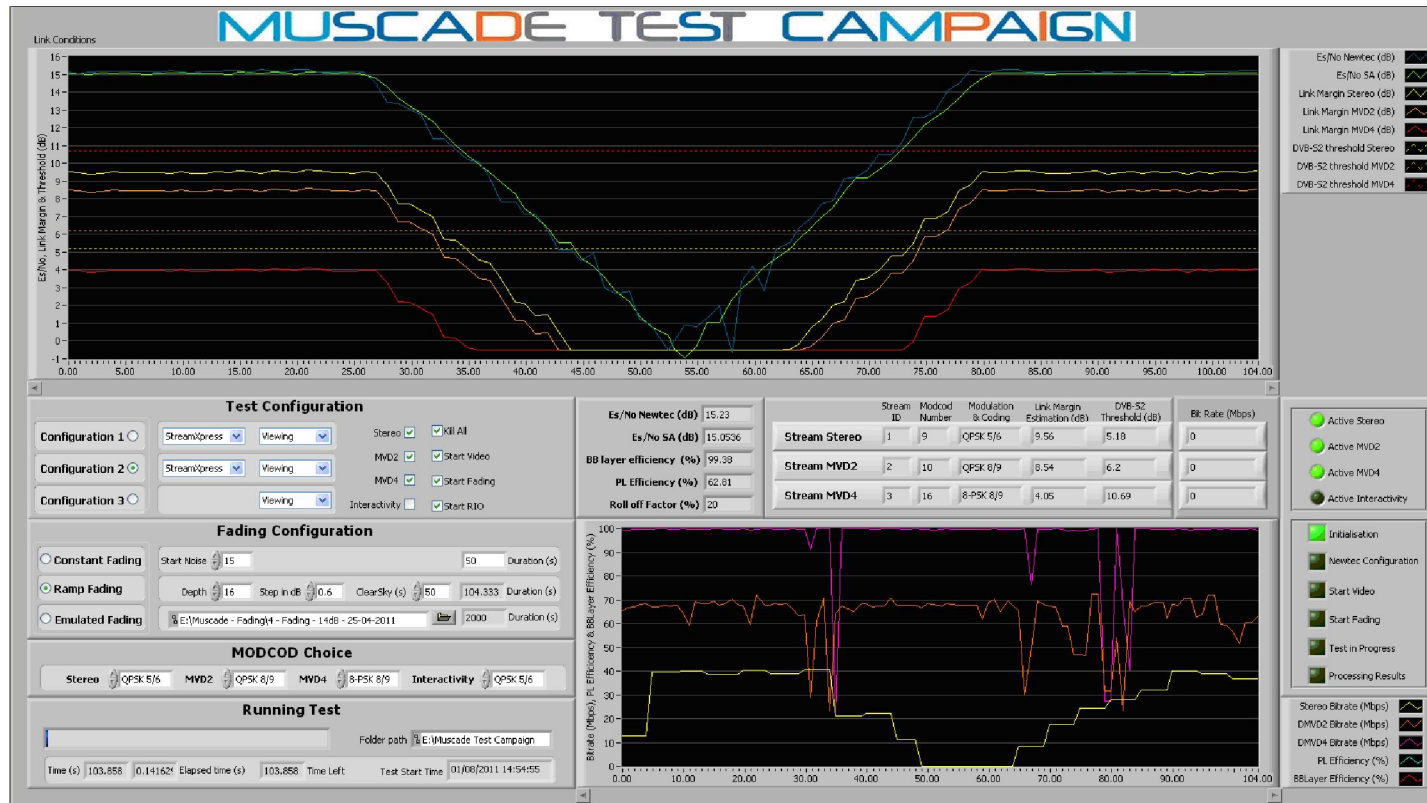 MUSCADE TEST CAMPAIGN
Link Conditions
Es/No, Link Margin & Threshold (dB)
16
15
14
13
12
11
10
9
8
7
6
5
4
3
2
1
0
-1
0.00 5.00 10.00 15.00 20.00 25.00 30.00 35.00 40.00 45.00 50.00 55.00 60.00 65.00 70.00 75.00 80.00 85.00 90.00 95.00 100.00 104.00
Es/No Newtec (dB)
Es/No SA (dB)
Link Margin Stereo (dB)
Link Margin MVD2 (dB)
Link Margin MVD4 (dB)
DVB-S2 threshold Stereo
DVB-S2 threshold MVD2
DVB-S2 threshold MVD4
Test Configuration
Configuration 1 StreamXpress Viewing Stereo Kill All
Configuration 2 StreamXpress Viewing MVD2 Start Video
MVD4 Start Fading
Configuration 3 Viewing Interactivity Start RIO
Es/No Newtec (dB) 15.23
Es/No SA (dB) 15.0536
BB layer efficiency (%) 99.38
PL Efficiency (%) 62.81
Roll off Factor (%) 20
Stream ID Modcod Number Modulation & Coding Link Margin Estimation (dB) DVB-S2 Threshold (dB) Bit Rate (Mbps)
Stream Stereo 1 9 QPSK 5/6 9.56 5.18 0
Stream MVD2 2 10 QPSK 8/9 8.54 6.2 0
Stream MVD4 3 16 8-PSK 8/9 4.05 10.69 0
Active Stereo
Active MVD2
Active MVD4
Active Interactivity
Fading Configuration
Constant Fading Start Noise 15 50 Duration (s)
Ramp Fading Depth 16 Step in dB 0.6 ClearSky (s) 50 104.333 Duration (s)
Emulated Fading E:\Muscade - Fading\4 - Fading - 14dB - 25-04-2011 2000 Duration (s)
MODCOD Choice
Stereo QPSK 5/6 MVD2 QPSK 8/9 MVD4 8-PSK 8/9 Interactivity QPSK 5/6
Running Test
Folder path E:\Muscade Test Campaign
Time (s) 103.858 0.14162 Elapsed time (s) 103.858 Time Left Test Start Time 01/08/2011 14:54:55
Bitrate (Mbps), PL Efficiency & BBLayer Efficiency (%)
100
90
80
70
60
50
40
30
20
10
0
0.00 10.00 20.00 30.00 40.00 50.00 60.00 70.00 80.00 90.00 104.00
Initialisation
Newtec Configuration
Start Video
Start Fading
Test in Progress
Processing Results
Stereo Bitrate (Mbps)
DMVD2 Bitrate (Mbps)
DMVD4 Bitrate (Mbps)
PL Efficiency (%)
BBLayer Efficiency (%)